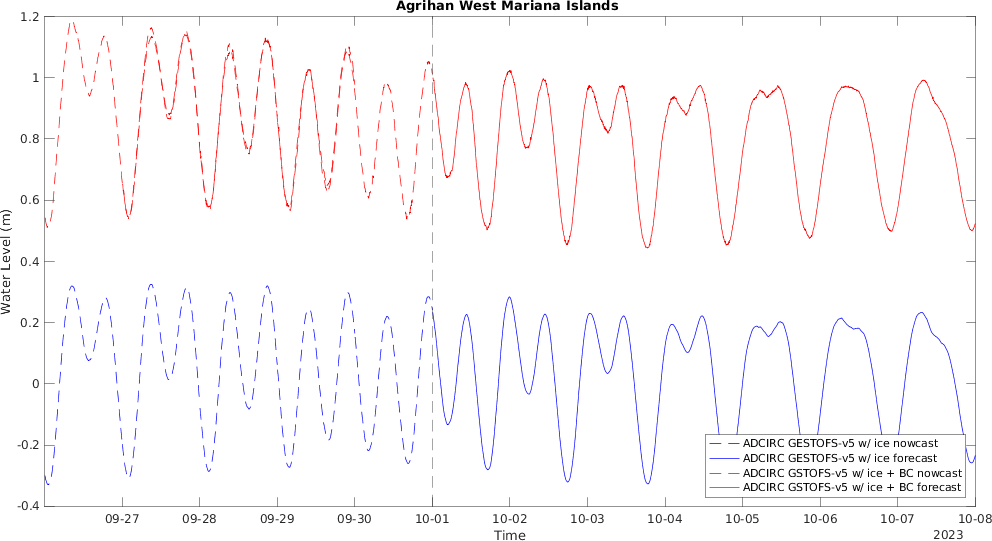 Agrihan West Mariana Islands
1.2
1
0.8
0.6
0.4
0.2
0
-0.2
-0.4
Water Level (m)
ADCIRC GESTOFS-v5 w/ ice nowcast
ADCIRC GESTOFS-v5 w/ ice forecast
ADCIRC GSTOFS-v5 w/ ice + BC nowcast
ADCIRC GSTOFS-v5 w/ ice + BC forecast
09-27 09-28 09-29 09-30 10-01 10-02 10-03 10-04 10-05 10-06 10-07 10-08
Time
2023